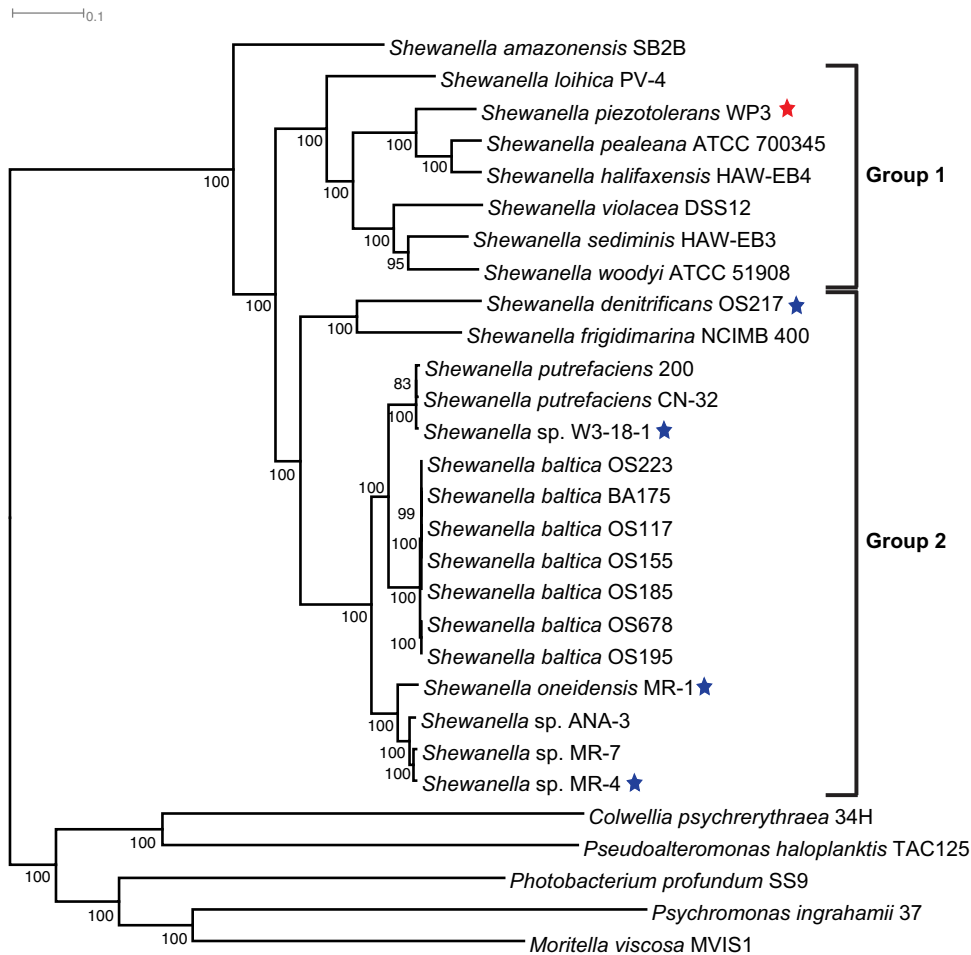 0.1
Shewanella amazonensis SB2B
Shewanella loihica PV-4
Shewanella piezotolerans WP3
100
100
Shewanella pealeana ATCC 700345
100
Shewanella halifaxensis HAW-EB4
Group 1
100
100
Shewanella violacea DSS12
100
Shewanella sediminis HAW-EB3
95
Shewanella woodyi ATCC 51908
100
Shewanella denitrificans OS217
100
Shewanella frigidimarina NCIMB 400
Shewanella putrefaciens 200
83
Shewanella putrefaciens CN-32
100
Shewanella sp. W3-18-1
Shewanella baltica OS223
100
100
Shewanella baltica BA175
99
Shewanella baltica OS117
Group 2
100
Shewanella baltica OS155
Shewanella baltica OS185
100
100
Shewanella baltica OS678
100
Shewanella baltica OS195
Shewanella oneidensis MR-1
Shewanella sp. ANA-3
100
Shewanella sp. MR-7
100
100
Shewanella sp. MR-4
Colwellia psychrerythraea 34H
100
Pseudoalteromonas haloplanktis TAC125
100
Photobacterium profundum SS9
100
Psychromonas ingrahamii 37
100
Moritella viscosa MVIS1